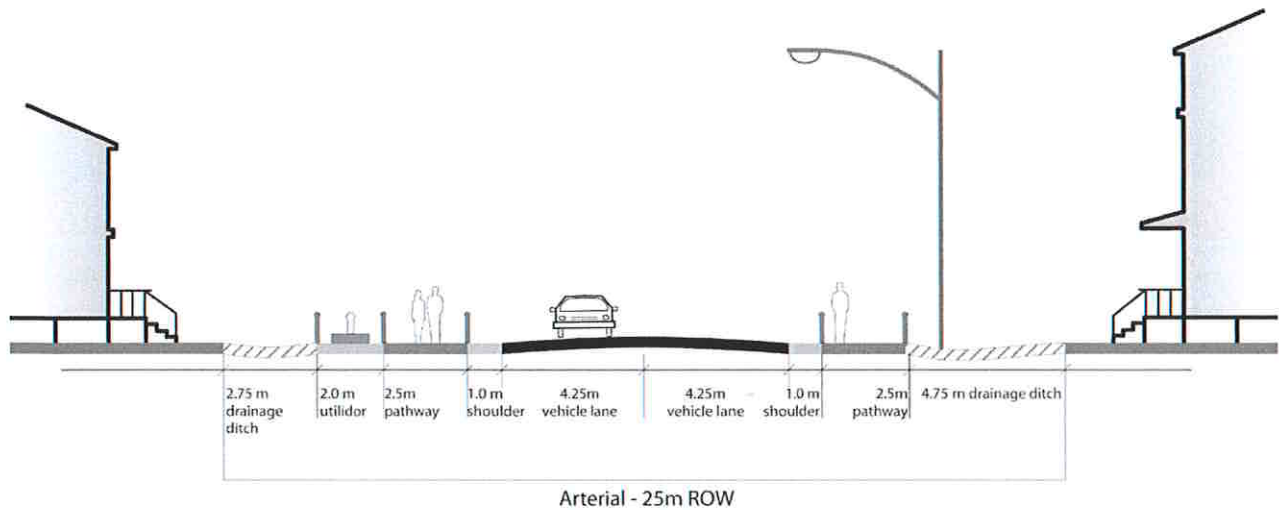 2.75 m
drainage
ditch
2.0 m
utilidor
2.5m
pathway
1.0 m
shoulder
4.25m
vehicle lane
4.25m
vehicle lane
1.0 m
shoulder
2.5m
pathway
4.75 m drainage ditch
Arterial - 25m ROW